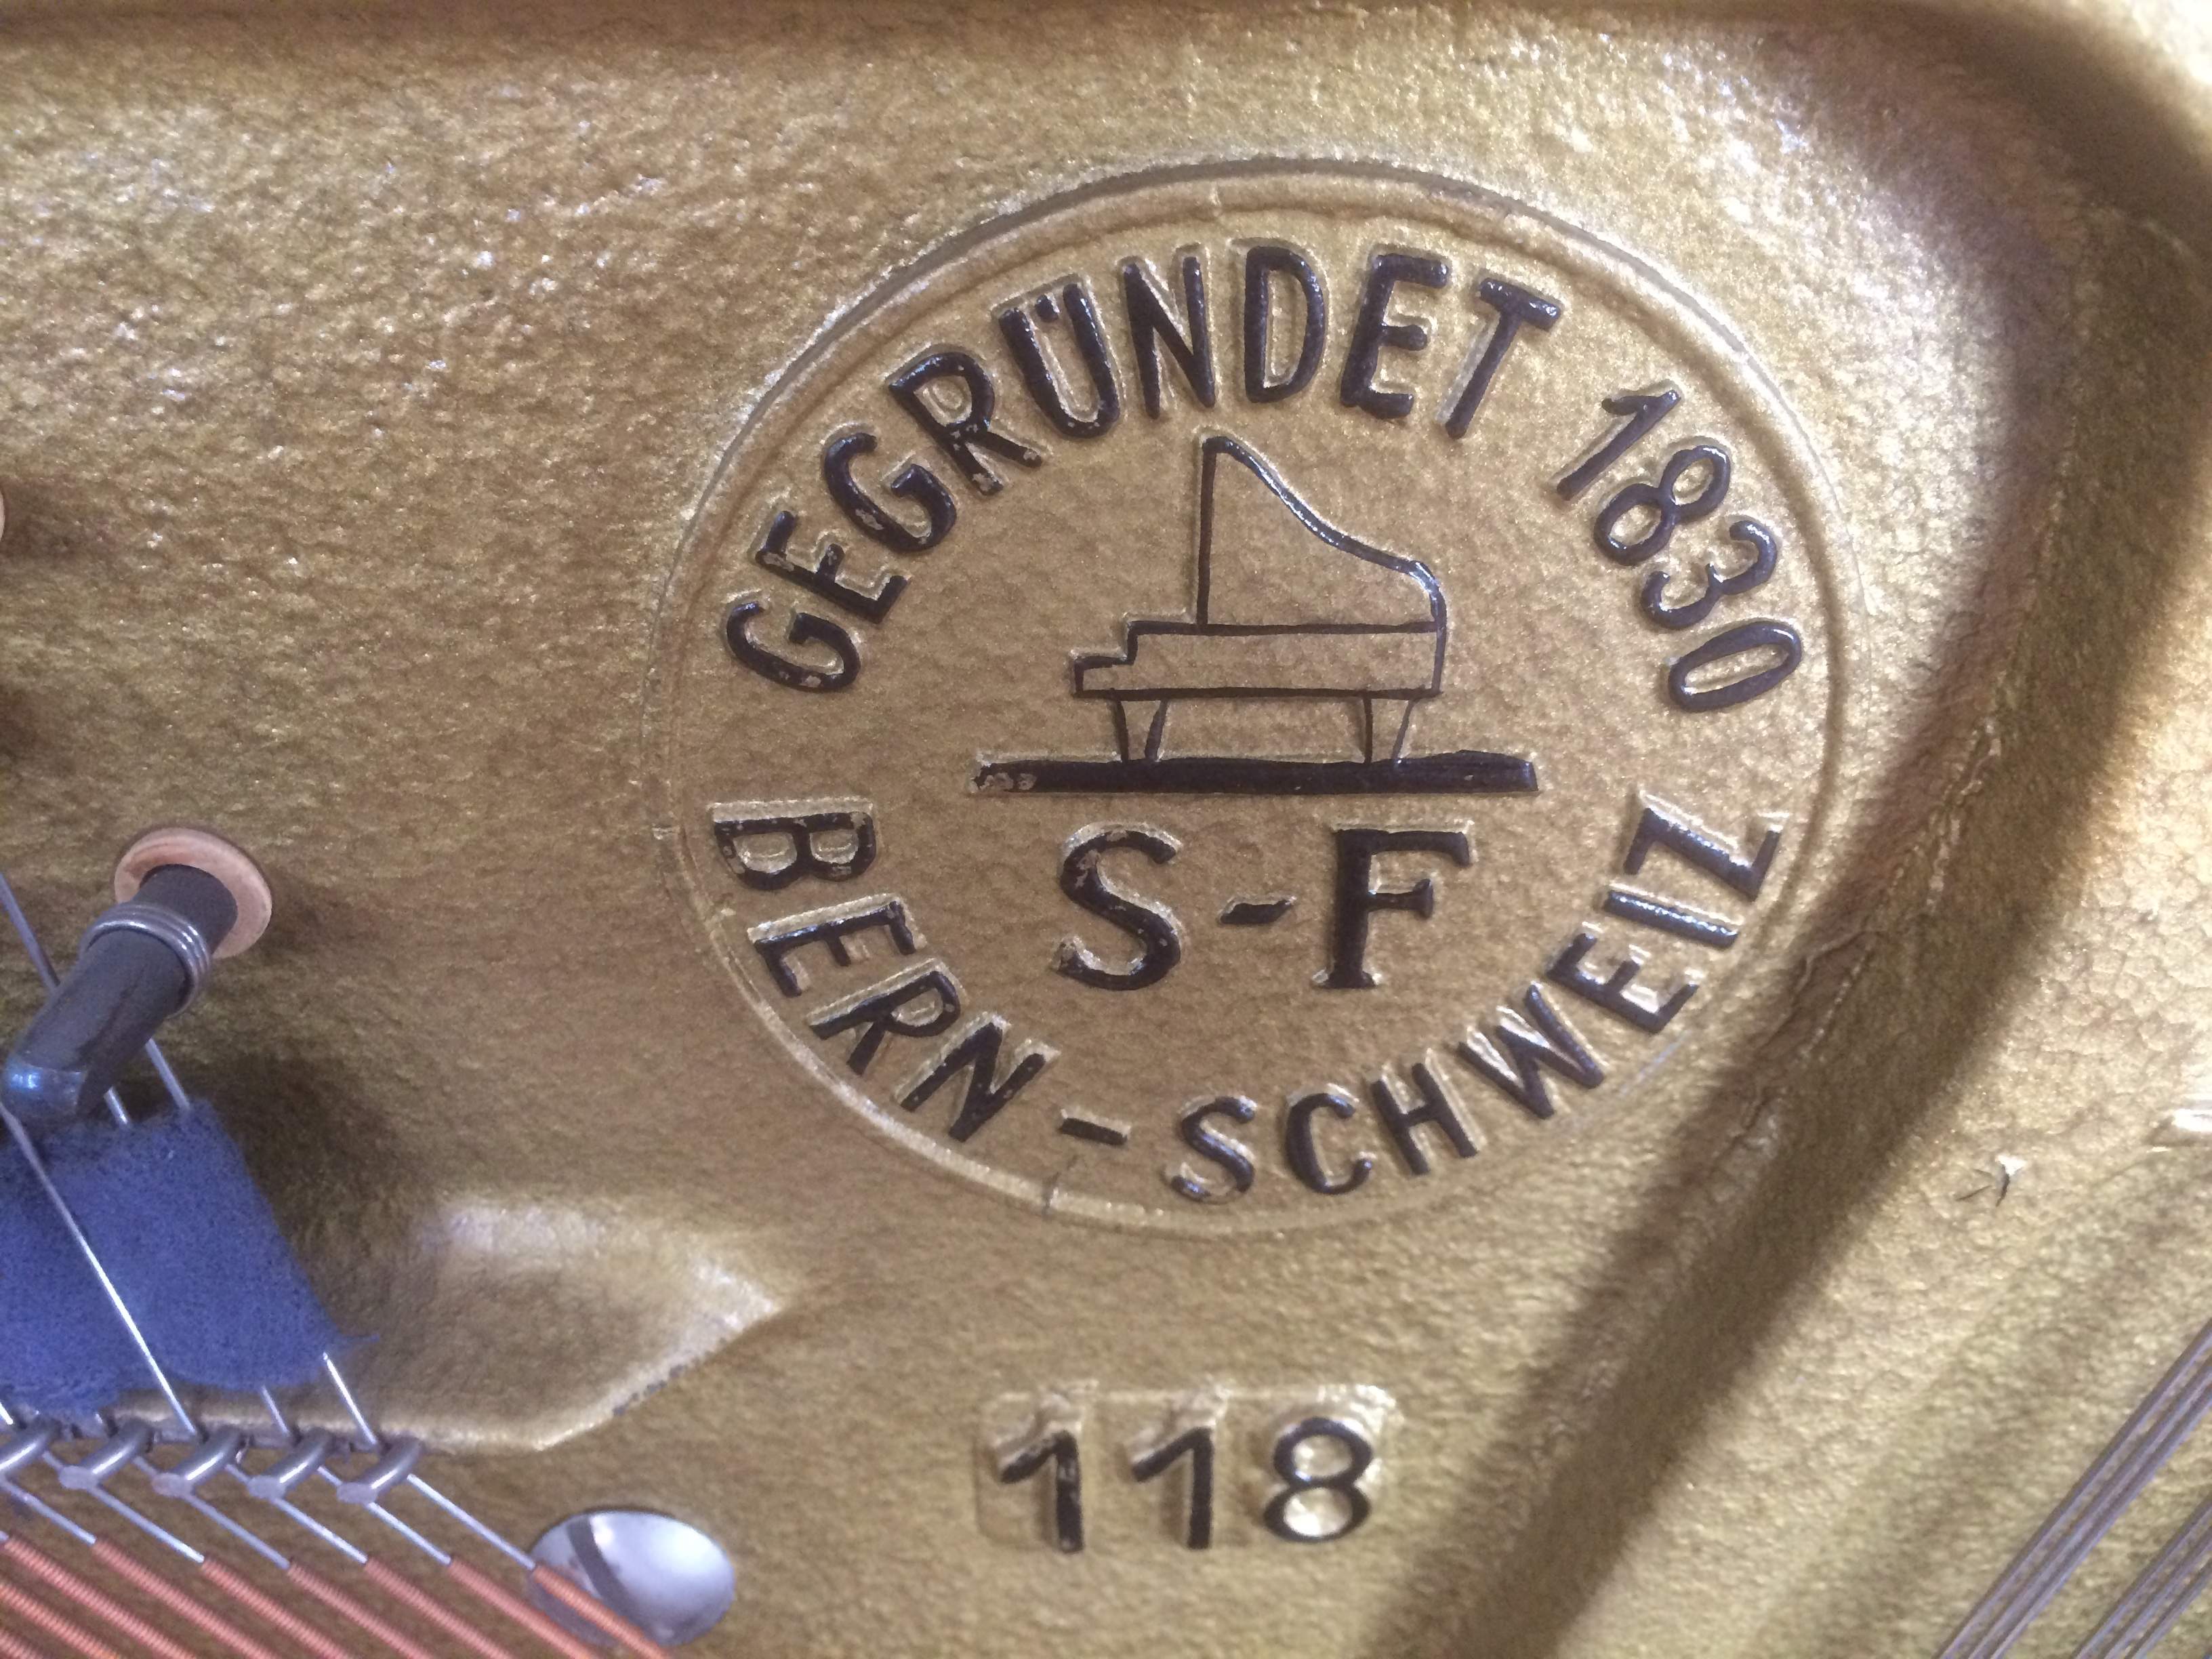 GEGRÜNDET 1830
S-F
BERN-SCHWEIZ
118